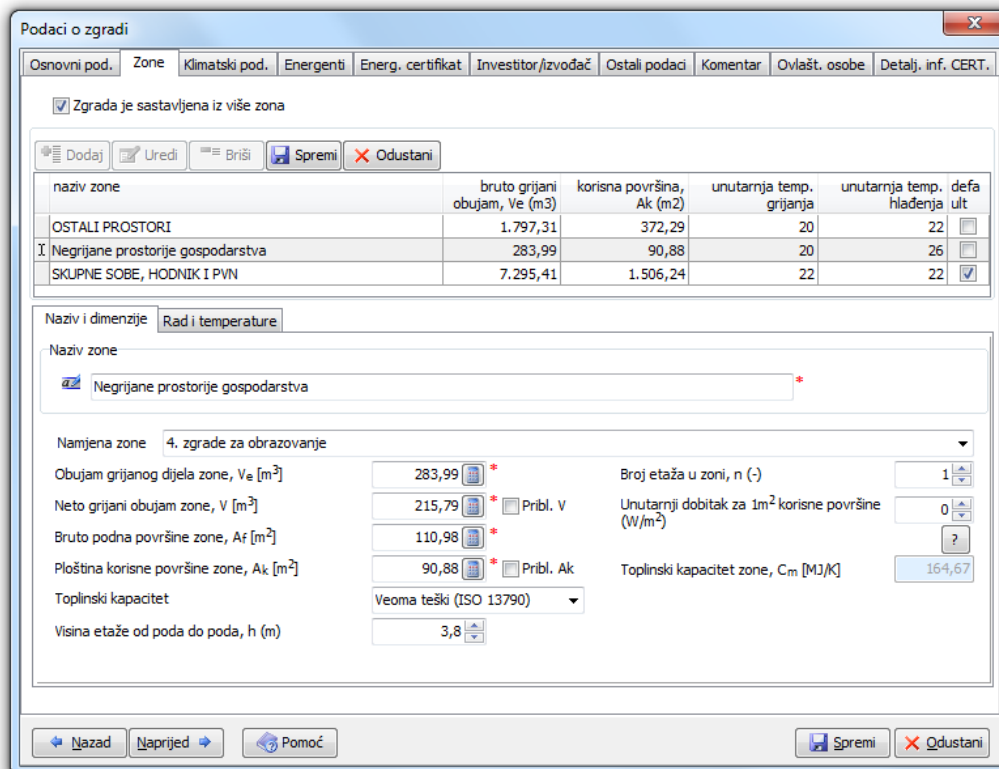 Podaci o zgradi
Osnovni pod. Zone Klimatski pod. Energenti Energ. certifikat Investitor/izvođač Ostali podaci Komentar Ovlašt. osobe Detalj. inf. CERT.
Zgrada je sastavljena iz više zona
Dodaj Uredi Briši Spremi Odustani
naziv zone bruto grijani korisna površina, unutarnja temp. unutarnja temp. defa
obujam, Ve (m3) Ak (m2) grijanja hlađenja ult
OSTALI PROSTORI 1.797,31 372,29 20 22
Negrijane prostorije gospodarstva 283,99 90,88 20 26
SKUPNE SOBE, HODNIK I PVN 7.295,41 1.506,24 22 22
Naziv i dimenzije Rad i temperature
Naziv zone
Negrijane prostorije gospodarstva *
Namjena zone 4. zgrade za obrazovanje
Obujam grijanog dijela zone, Ve [m³] 283,99 * Broj etaža u zoni, n (-) 1
Neto grijani obujam zone, V [m³] 215,79 * Pribl. V Unutarnji dobitak za 1m² korisne površine 0
(W/m²)
Bruto podna površine zone, Af [m²] 110,98 * ?
Ploština korisne površine zone, Ak [m²] 90,88 * Pribl. Ak Toplinski kapacitet zone, Cm [MJ/K] 164,67
Toplinski kapacitet Veoma teški (ISO 13790)
Visina etaže od poda do poda, h (m) 3,8
Nazad Naprijed Pomoć Spremi Odustani